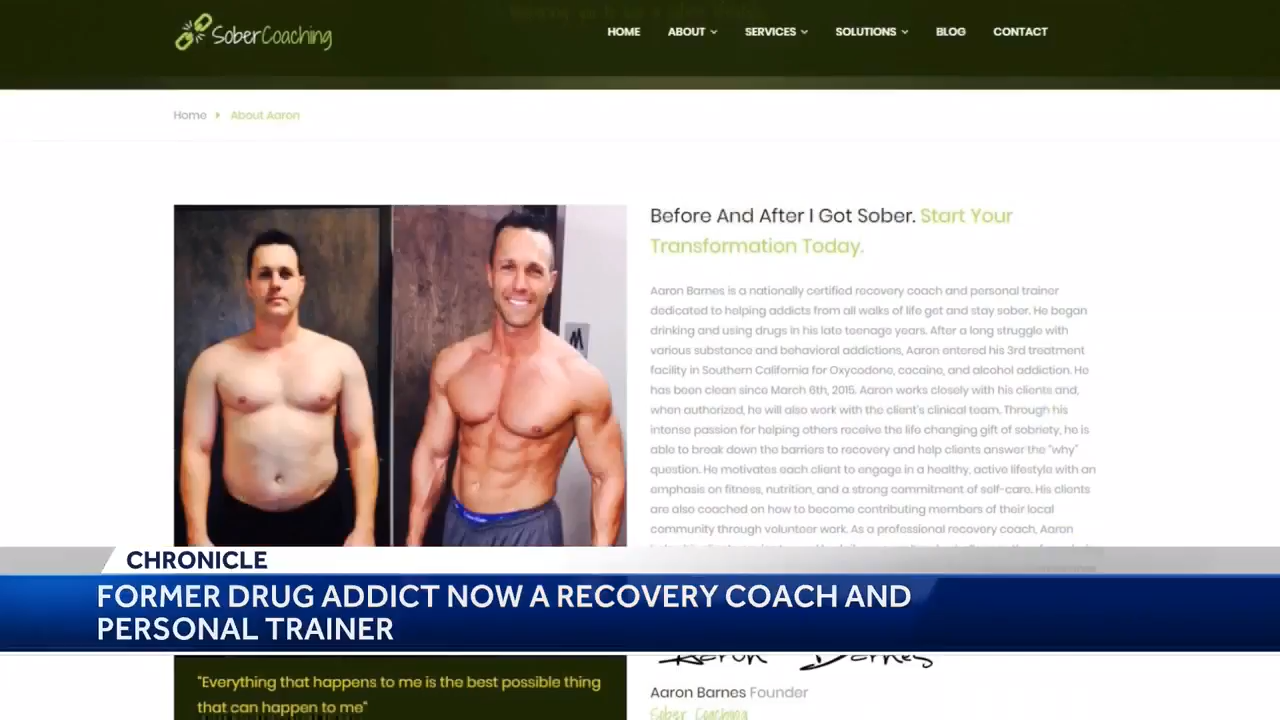 SoberCoaching
HOME ABOUT SERVICES SOLUTIONS BLOG CONTACT
Home About Aaron
Before And After I Got Sober. Start Your
Transformation Today.
Aaron Barnes is a nationally certified recovery coach and personal trainer
dedicated to helping addicts from all walks of life get and stay sober. He began
drinking and using drugs in his late teenage years. After a long struggle with
various substance and behavioral addictions, Aaron entered his 3rd treatment
facility in Southern California for Oxycodone, cocaine, and alcohol addiction. He
has been clean since March 6th, 2015. Aaron works closely with his clients and,
when authorized, he will also work with the client's clinical team. Through his
intense passion for helping others receive the life changing gift of sobriety, he is
able to break down the barriers to recovery and help clients answer the "why"
question. He motivates each client to engage in a healthy, active lifestyle with an
emphasis on fitness, nutrition, and a strong commitment of self-care. His clients
are also coached on how to become contributing members of their local
community through volunteer work. As a professional recovery coach, Aaron
CHRONICLE
FORMER DRUG ADDICT NOW A RECOVERY COACH AND
PERSONAL TRAINER
Aaron Barnes
"Everything that happens to me is the best possible thing
that can happen to me"
Aaron Barnes Founder
Sober Coaching